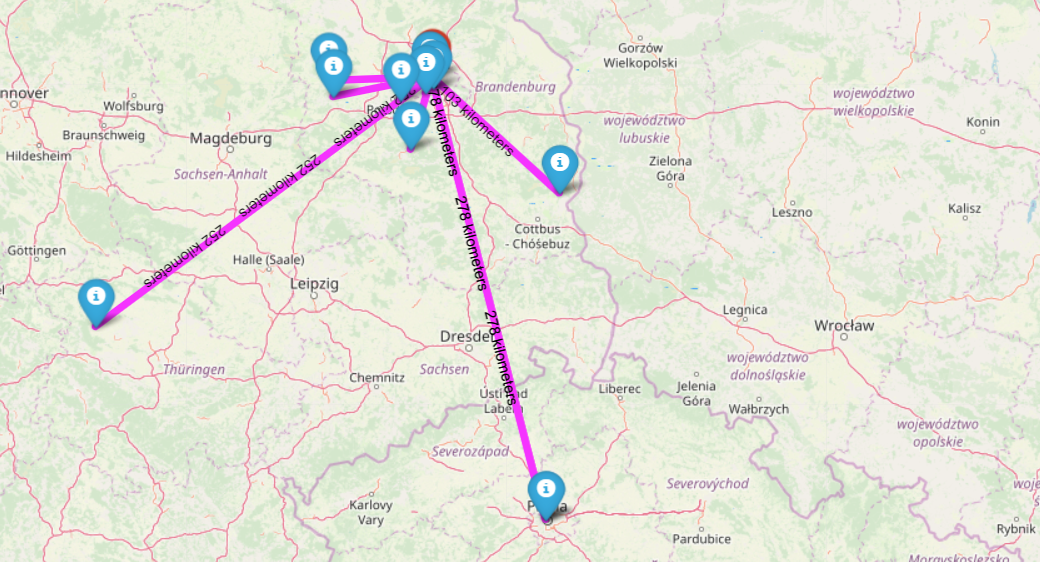 Gorzów
Wielkopolski
nnover
Wolfsburg
Brandenburg
województwo
wielkopolskie
Braunschweig
Magdeburg
województwo
lubuskie
Konin
Hildesheim
Sachsen-Anhalt
Zielona
Góra
103 kilometers
252 kilometers
252 kilometers
278 kilometers
278 kilometers
278 kilometers
Leszno
Kalisz
Göttingen
Halle (Saale)
Cottbus
- Chóśebuz
Leipzig
Legnica
Wrocław
Dresden
Thüringen
Sachsen
Chemnitz
województwo
dolnośląskie
Ústí nad
Labem
Liberec
Jelenia
Góra
Wałbrzych
województwo
opolskie
Severozápad
Severovýchod
Karlovy
Vary
Pardubice
Rybnik
Moravskoslezsko